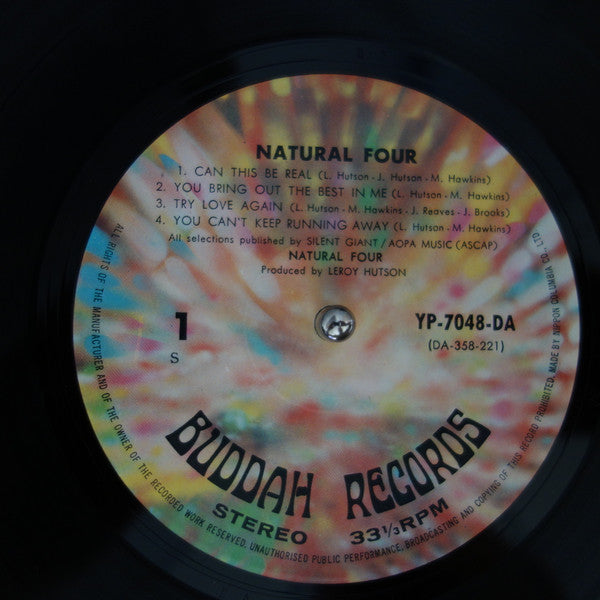 NATURAL FOUR
1. CAN THIS BE REAL (L. Hutson - J. Hutson - M. Hawkins)
2. YOU BRING OUT THE BEST IN ME (L. Hutson - M. Hawkins)
3. TRY LOVE AGAIN (L. Hutson - M. Hawkins - J. Reaves - J. Brooks)
4. YOU CAN'T KEEP RUNNING AWAY (L. Hutson - M. Hawkins)
All selections published by SILENT GIANT/AOPA MUSIC (ASCAP)
NATURAL FOUR
Produced by LEROY HUTSON
1
S
YP-7048-DA
(DA-358-221)
BUDDAH RECORDS
STEREO
33⅓RPM
ALL RIGHTS OF THE MANUFACTURER AND OF THE OWNER OF THE RECORDED WORK RESERVED. UNAUTHORISED PUBLIC PERFORMANCE, BROADCASTING AND COPYING OF THIS RECORD PROHIBITED. MADE BY NIPPON COLUMBIA CO., LTD.